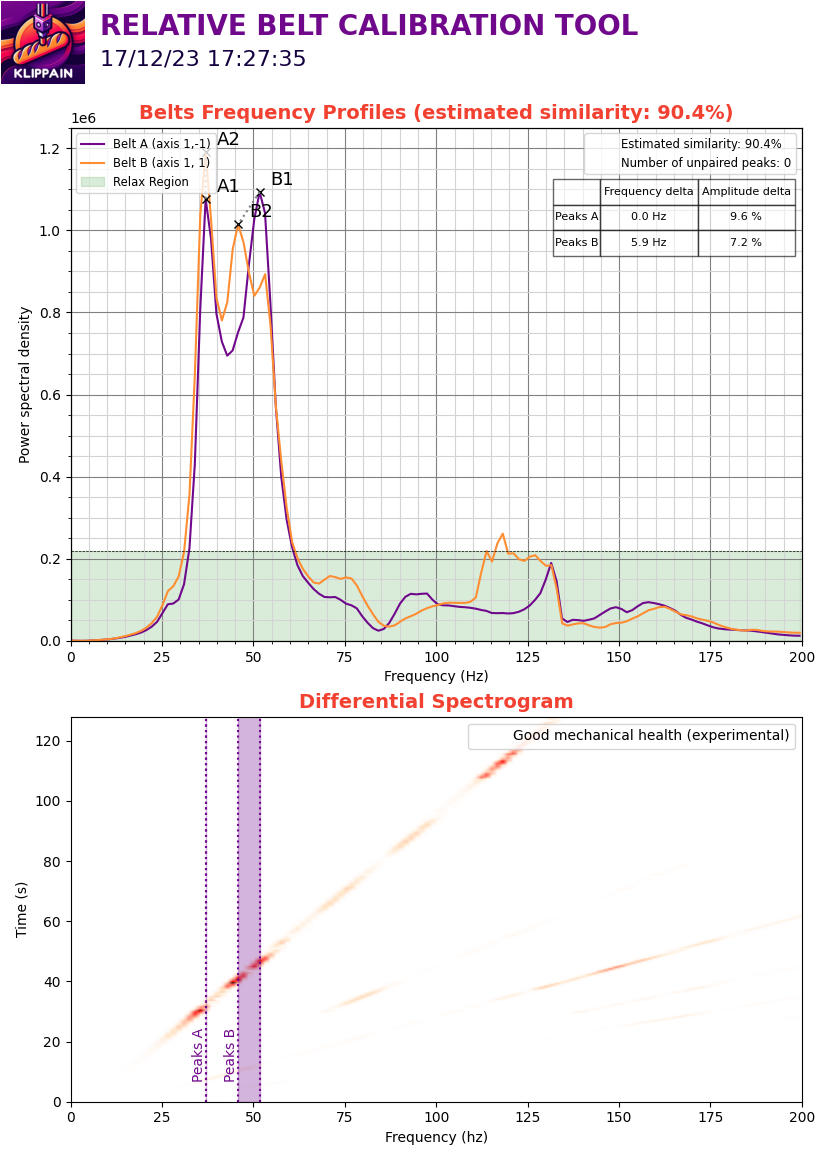 RELATIVE BELT CALIBRATION TOOL
17/12/23 17:27:35
KLIPPAIN
Belts Frequency Profiles (estimated similarity: 90.4%)
1e6
Belt A (axis 1,-1)
Belt B (axis 1, 1)
Relax Region
A2
A1
B1
B2
Estimated similarity: 90.4%
Number of unpaired peaks: 0
Frequency delta Amplitude delta
Peaks A 0.0 Hz 9.6 %
Peaks B 5.9 Hz 7.2 %
Power spectral density
1.2
1.0
0.8
0.6
0.4
0.2
0.0
0 25 50 75 100 125 150 175 200
Frequency (Hz)
Differential Spectrogram
Good mechanical health (experimental)
Time (s)
120
100
80
60
40
20
0
Peaks A
Peaks B
0 25 50 75 100 125 150 175 200
Frequency (hz)